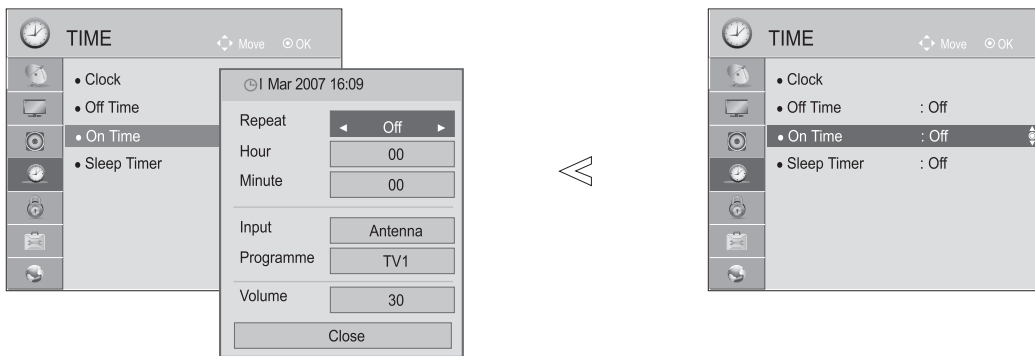 TIME
Move
OK
Clock
Off Time
On Time
Sleep Timer
I Mar 2007 16:09
Repeat ◄ Off ►
Hour 00
Minute 00
Input Antenna
Programme TV1
Volume 30
Close
TIME
Move
OK
Clock
Off Time : Off
On Time : Off
Sleep Timer : Off